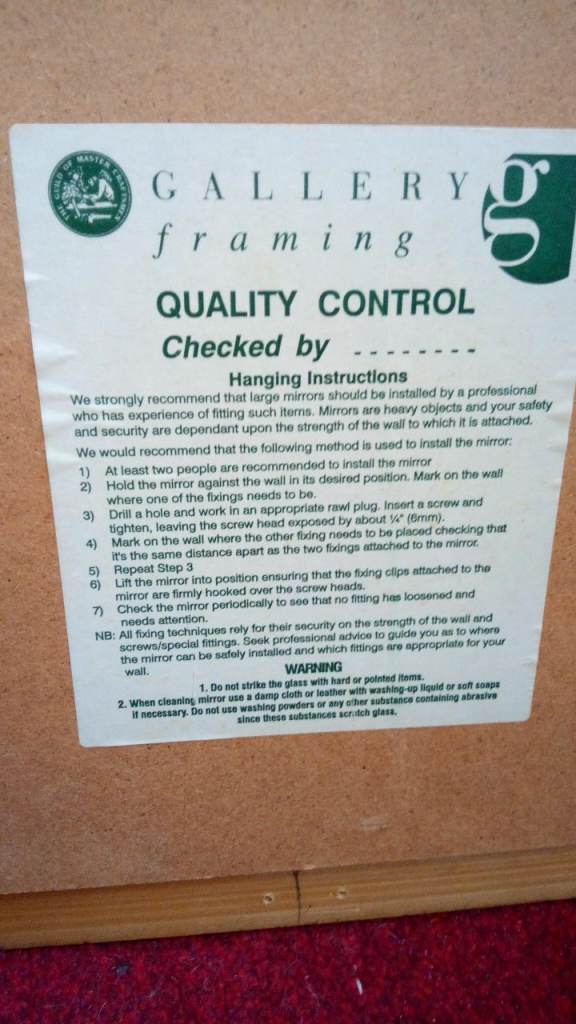 THE GUILD OF MASTER CRAFTSMEN
GALLERY
framing
g
QUALITY CONTROL
Checked by --------
Hanging Instructions
We strongly recommend that large mirrors should be installed by a professional
who has experience of fitting such items. Mirrors are heavy objects and your safety
and security are dependant upon the strength of the wall to which it is attached.
We would recommend that the following method is used to install the mirror:
1) At least two people are recommended to install the mirror
2) Hold the mirror against the wall in its desired position. Mark on the wall
where one of the fixings needs to be.
3) Drill a hole and work in an appropriate rawl plug. Insert a screw and
tighten, leaving the screw head exposed by about ¼" (6mm).
4) Mark on the wall where the other fixing needs to be placed checking that
it's the same distance apart as the two fixings attached to the mirror.
5) Repeat Step 3
6) Lift the mirror into position ensuring that the fixing clips attached to the
mirror are firmly hooked over the screw heads.
7) Check the mirror periodically to see that no fitting has loosened and
needs attention.
NB: All fixing techniques rely for their security on the strength of the wall and
screws/special fittings. Seek professional advice to guide you as to where
the mirror can be safely installed and which fittings are appropriate for your
wall.
WARNING
1. Do not strike the glass with hard or pointed items.
2. When cleaning mirror use a damp cloth or leather with washing-up liquid or soft soaps
if necessary. Do not use washing powders or any other substance containing abrasive
since these substances scratch glass.